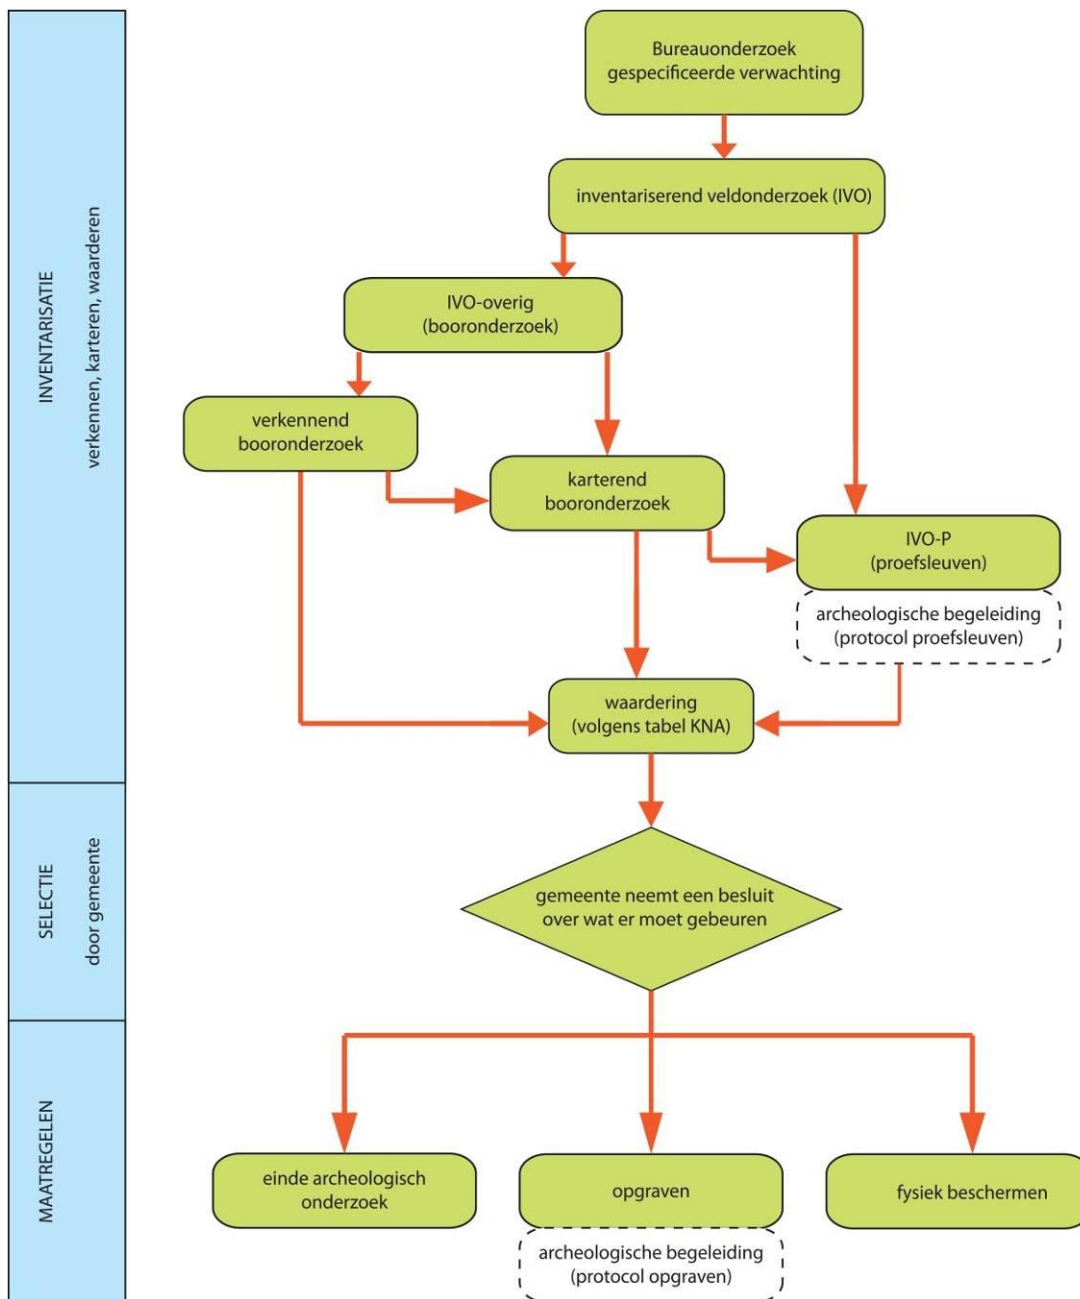 INVENTARISATIE
verkennen, karteren, waarderen
Bureauonderzoek
gespecificeerde verwachting
inventariserend veldonderzoek (IVO)
IVO-overig
(booronderzoek)
verkennend
booronderzoek
karterend
booronderzoek
IVO-P
(proefsleuven)
archeologische begeleiding
(protocol proefsleuven)
waardering
(volgens tabel KNA)
SELECTIE
door gemeente
gemeente neemt een besluit
over wat er moet gebeuren
MAATREGELEN
einde archeologisch
onderzoek
opgraven
archeologische begeleiding
(protocol opgraven)
fysiek beschermen